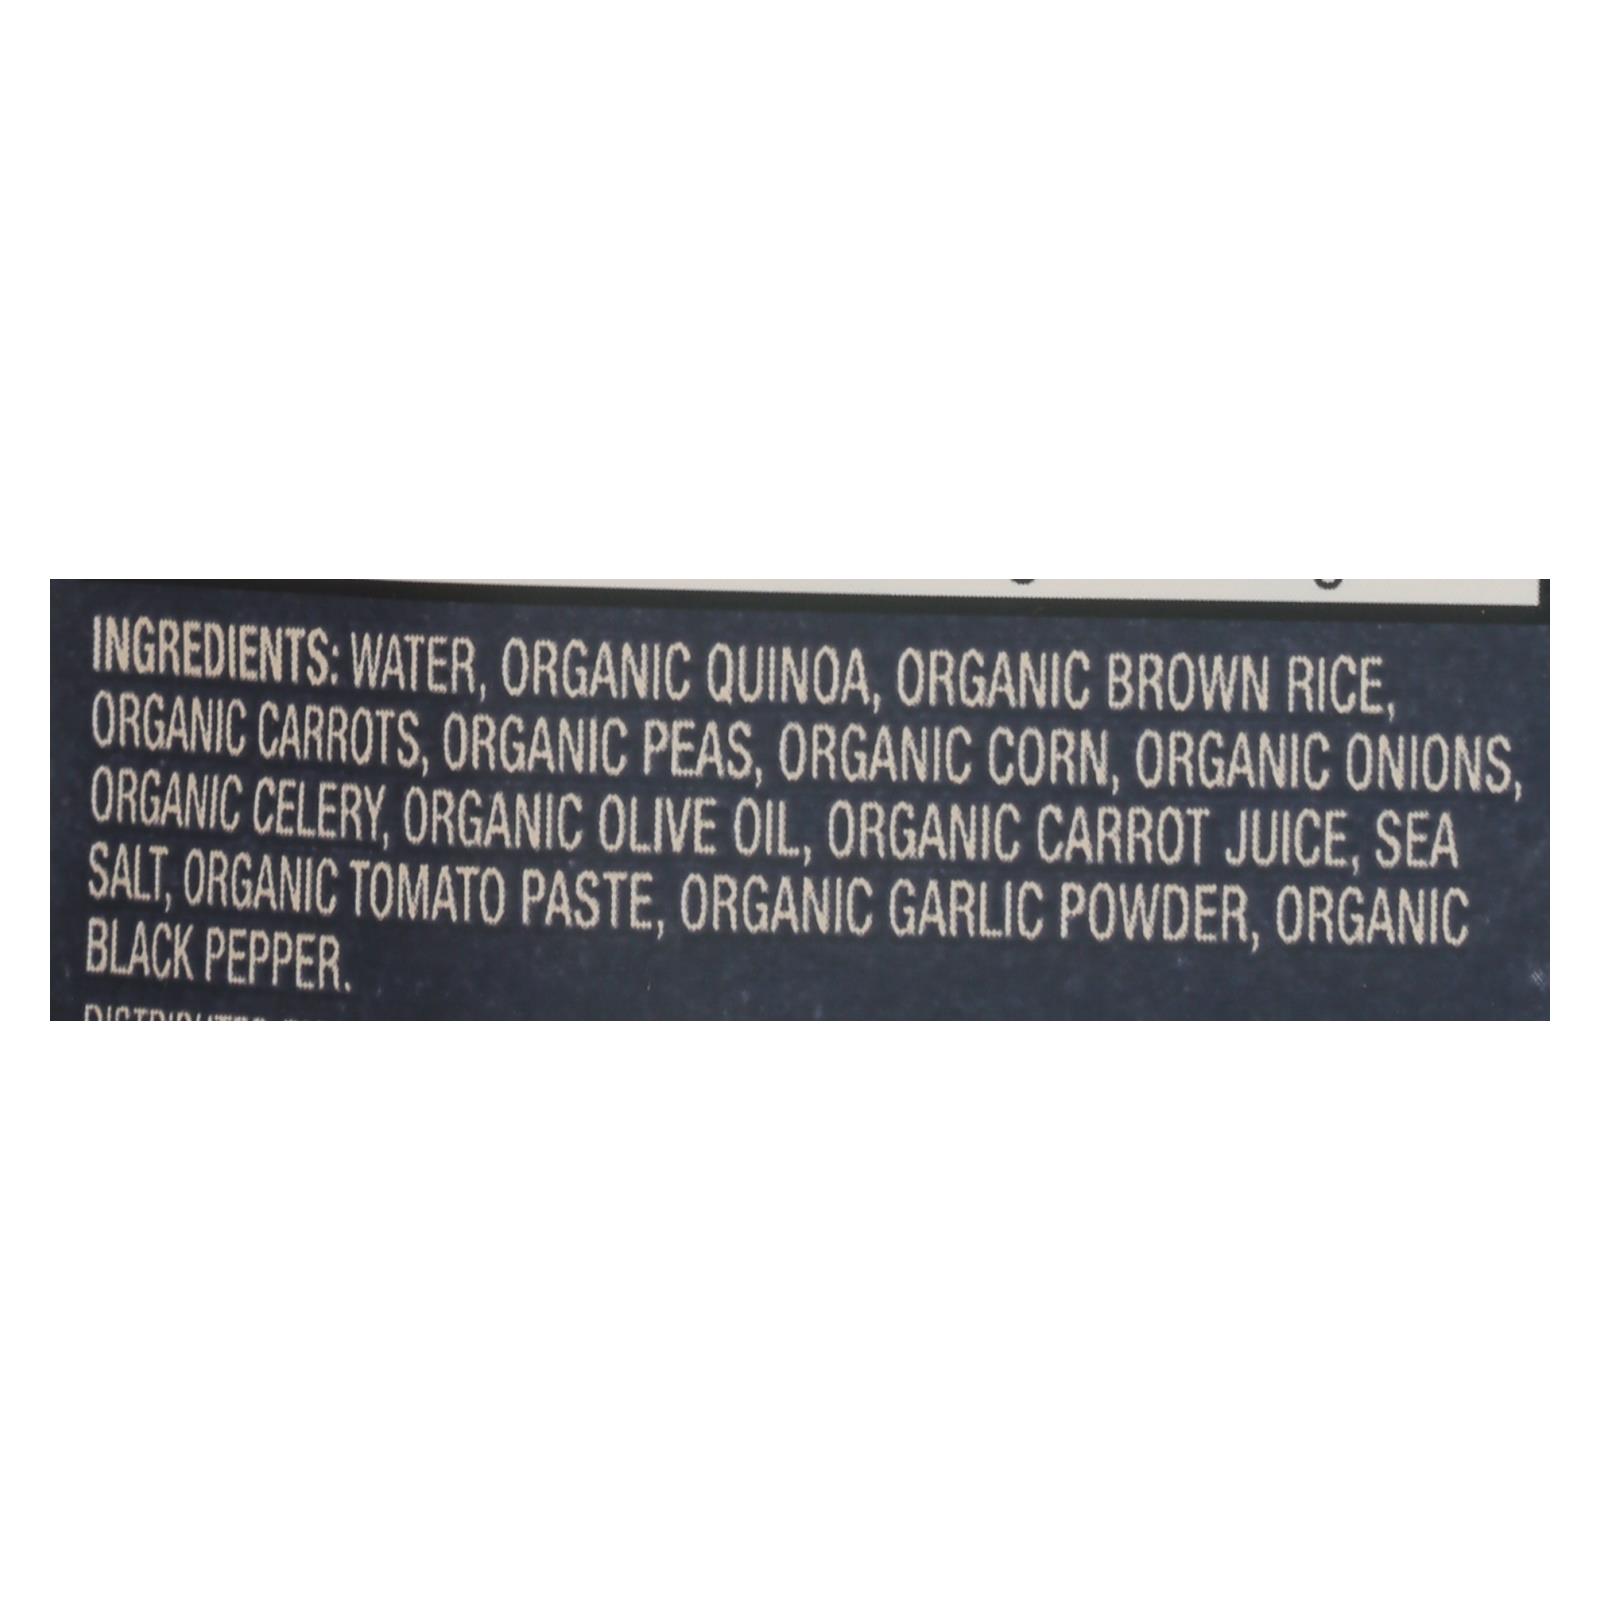 INGREDIENTS: WATER, ORGANIC QUINOA, ORGANIC BROWN RICE,
ORGANIC CARROTS, ORGANIC PEAS, ORGANIC CORN, ORGANIC ONIONS,
ORGANIC CELERY, ORGANIC OLIVE OIL, ORGANIC CARROT JUICE, SEA
SALT, ORGANIC TOMATO PASTE, ORGANIC GARLIC POWDER, ORGANIC
BLACK PEPPER.